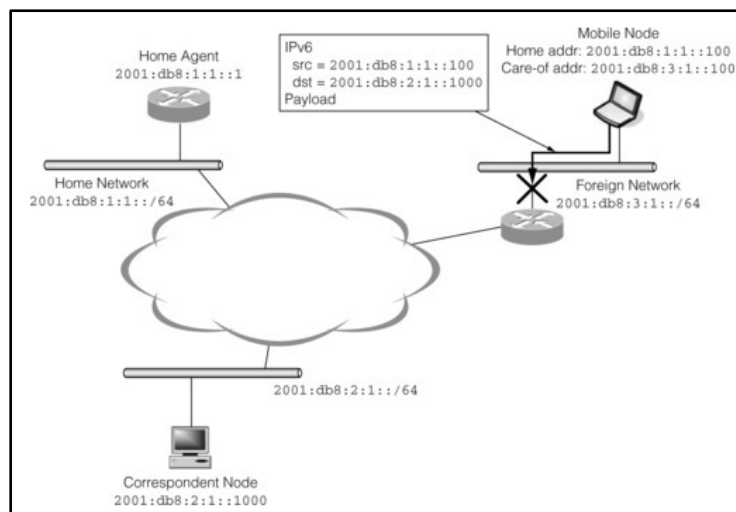 Home Agent
2001:db8:1:1::1
IPv6
src = 2001:db8:1:1::100
dst = 2001:db8:2:1::1000
Payload
Mobile Node
Home addr: 2001:db8:1:1::100
Care-of addr: 2001:db8:3:1::100
Home Network
2001:db8:1:1::/64
Foreign Network
2001:db8:3:1::/64
2001:db8:2:1::/64
Correspondent Node
2001:db8:2:1::1000